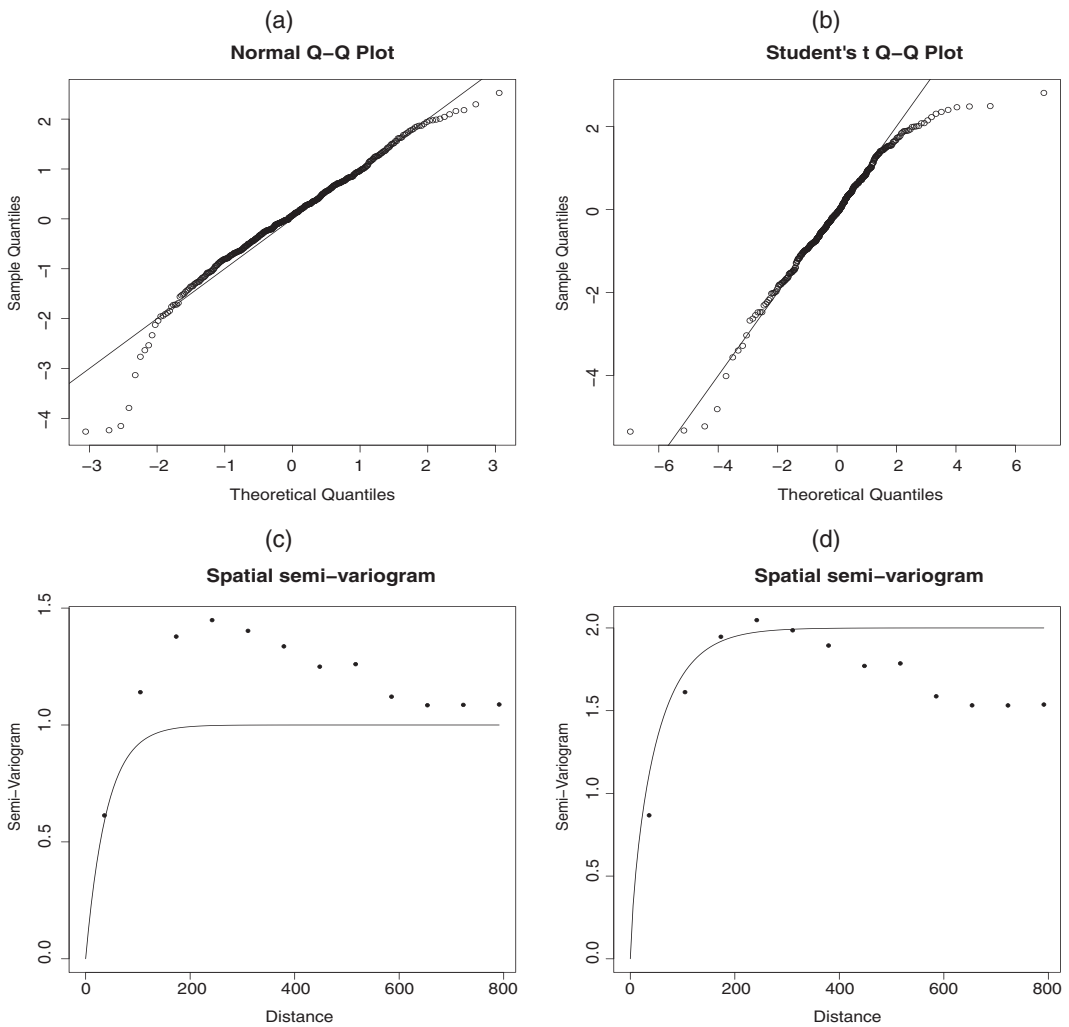 (a)
Normal Q−Q Plot
Sample Quantiles
2
1
0
−1
−2
−3
−4
−3 −2 −1 0 1 2 3
Theoretical Quantiles
(b)
Student's t Q−Q Plot
Sample Quantiles
2
0
−2
−4
−6 −4 −2 0 2 4 6
Theoretical Quantiles
(c)
Spatial semi−variogram
Semi−Variogram
1.5
1.0
0.5
0.0
0 200 400 600 800
Distance
(d)
Spatial semi−variogram
Semi−Variogram
2.0
1.5
1.0
0.5
0.0
0 200 400 600 800
Distance